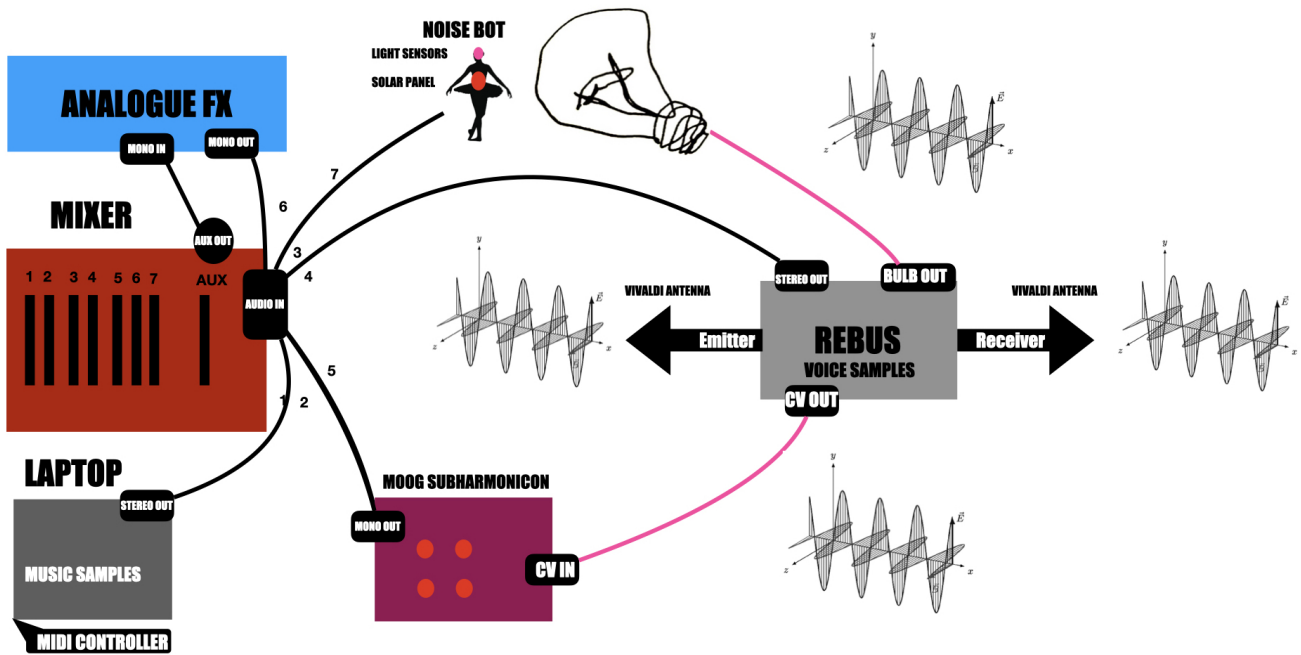 NOISE BOT
LIGHT SENSORS
SOLAR PANEL
ANALOGUE FX
MONO IN
MONO OUT
7
6
MIXER
AUX OUT
3
4
1 2 3 4 5 6 7 AUX
AUDIO IN
5
1 2
LAPTOP
STEREO OUT
MUSIC SAMPLES
MIDI CONTROLLER
MOOG SUBHARMONICON
MONO OUT
CV IN
STEREO OUT
BULB OUT
VIVALDI ANTENNA
Emitter
REBUS
VOICE SAMPLES
CV OUT
VIVALDI ANTENNA
Receiver
y
E
z
x
y
E
z
x
y
E
z
x
y
E
z
x